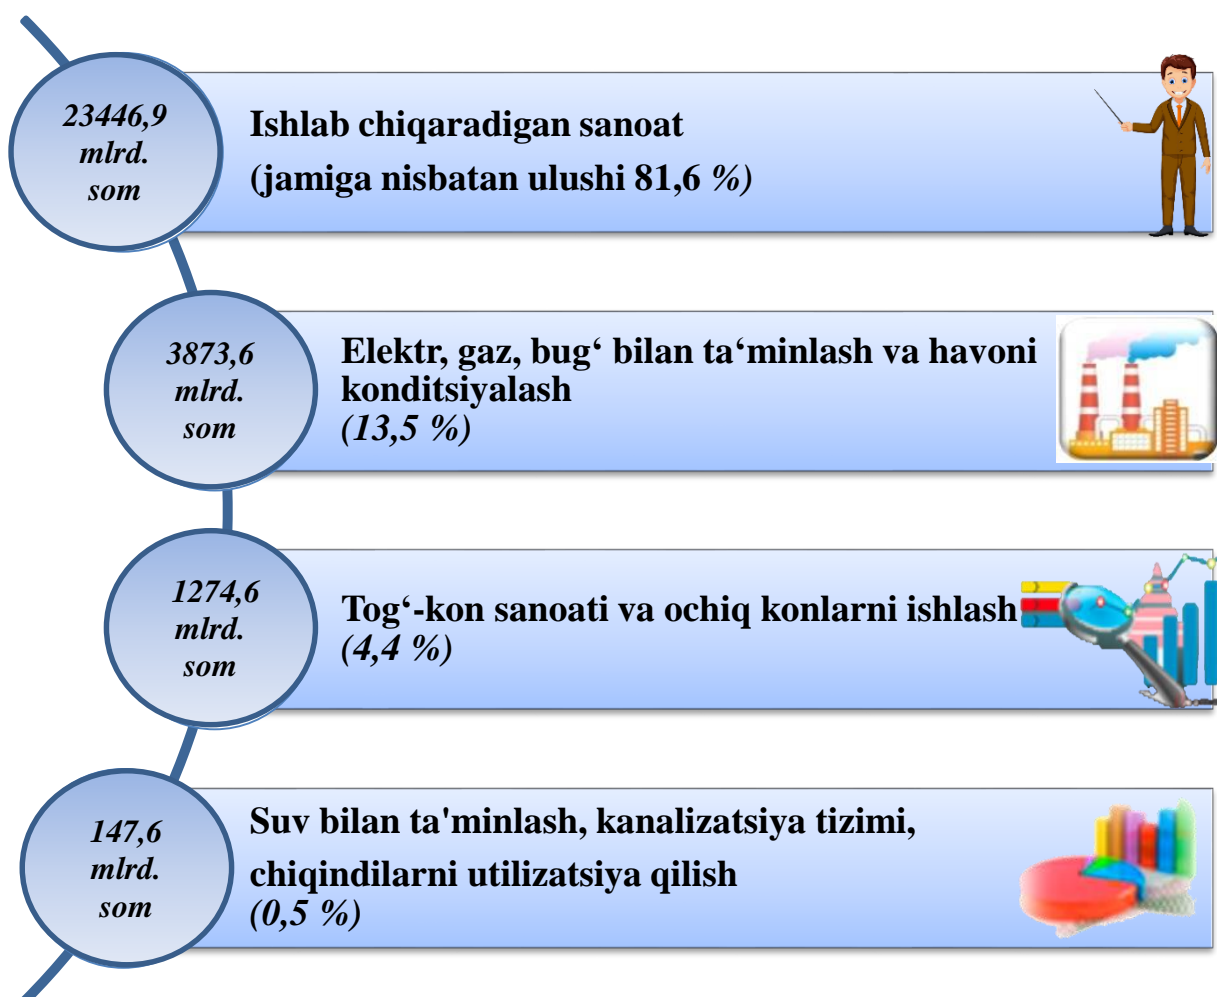 23446,9
mlrd.
som
Ishlab chiqaradigan sanoat
(jamiga nisbatan ulushi 81,6 %)
3873,6
mlrd.
som
Elektr, gaz, bug‘ bilan ta‘minlash va havoni
konditsiyalash
(13,5 %)
1274,6
mlrd.
som
Tog‘-kon sanoati va ochiq konlarni ishlash
(4,4 %)
147,6
mlrd.
som
Suv bilan ta'minlash, kanalizatsiya tizimi,
chiqindilarni utilizatsiya qilish
(0,5 %)